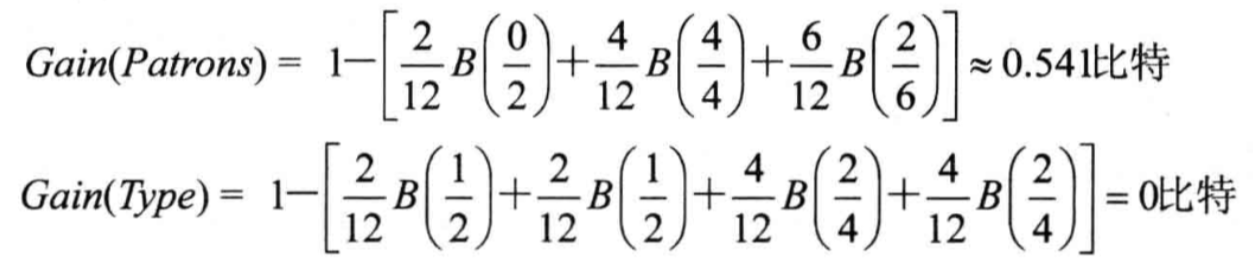 Gain(Patrons) = 1−[2/12 B(0/2)+4/12 B(4/4)+6/12 B(2/6)]≈0.541比特
Gain(Type) = 1−[2/12 B(1/2)+2/12 B(1/2)+4/12 B(2/4)+4/12 B(2/4)]=0比特